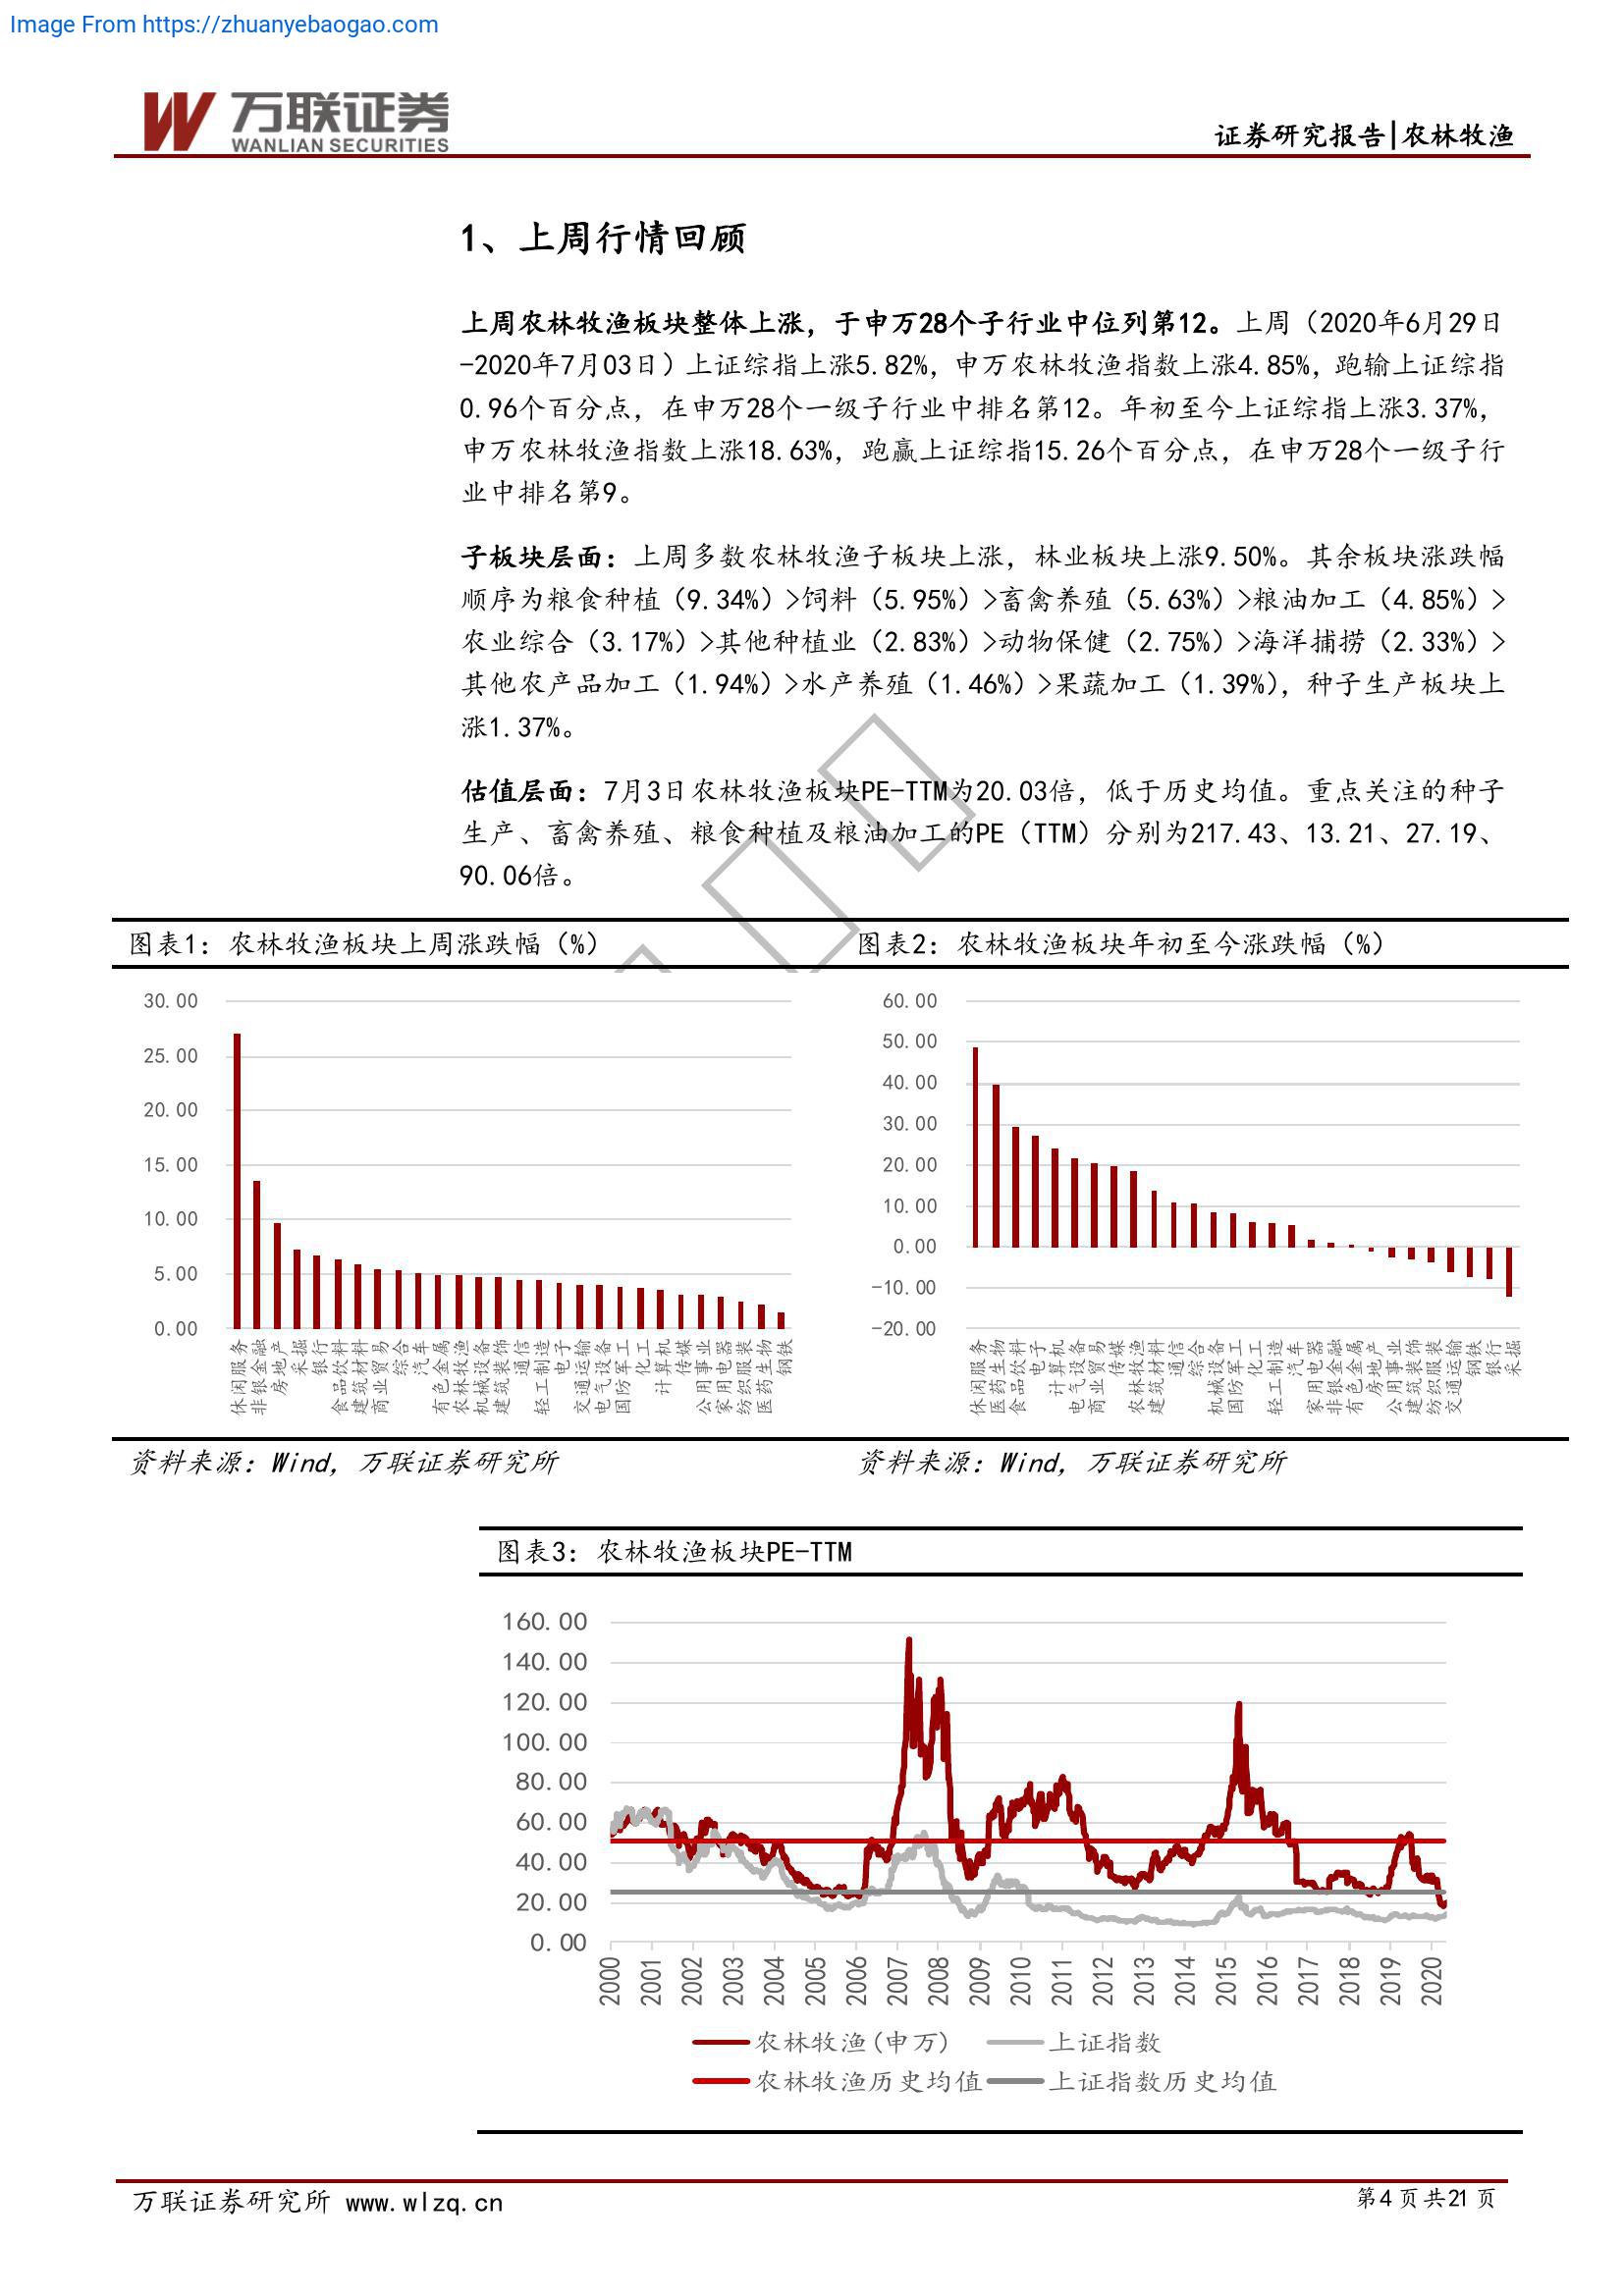 Image From https://zhuanyebaogao.com
万联证券
WANLIAN SECURITIES
证券研究报告|农林牧渔
1、上周行情回顾
上周农林牧渔板块整体上涨，于申万28个子行业中位列第12。上周（2020年6月29日
-2020年7月03日）上证综指上涨5.82%，申万农林牧渔指数上涨4.85%，跑输上证综指
0.96个百分点，在申万28个一级子行业中排名第12。年初至今上证综指上涨3.37%，
申万农林牧渔指数上涨18.63%，跑赢上证综指15.26个百分点，在申万28个一级子行
业中排名第9。
子板块层面：上周多数农林牧渔子板块上涨，林业板块上涨9.50%。其余板块涨跌幅
顺序为粮食种植（9.34%）>饲料（5.95%）>畜禽养殖（5.63%）>粮油加工（4.85%）>
农业综合（3.17%）>其他种植业（2.83%）>动物保健（2.75%）>海洋捕捞（2.33%）>
其他农产品加工（1.94%）>水产养殖（1.46%）>果蔬加工（1.39%），种子生产板块上
涨1.37%。
估值层面：7月3日农林牧渔板块PE-TTM为20.03倍，低于历史均值。重点关注的种子
生产、畜禽养殖、粮食种植及粮油加工的PE（TTM）分别为217.43、13.21、27.19、
90.06倍。
图表1：农林牧渔板块上周涨跌幅（%）
30.00
25.00
20.00
15.00
10.00
5.00
0.00
休闲服务
非银金融
房地产
采掘
银行
食品饮料
建筑材料
商业贸易
综合
汽车
有色金属
农林牧渔
机械设备
建筑装饰
通信
轻工制造
电子
交通运输
电气设备
国防军工
化工
计算机
传媒
公用事业
家用电器
纺织服装
医药生物
钢铁
资料来源：Wind，万联证券研究所
图表2：农林牧渔板块年初至今涨跌幅（%）
60.00
50.00
40.00
30.00
20.00
10.00
0.00
-10.00
-20.00
休闲服务
医药生物
食品饮料
电子
计算机
电气设备
商业贸易
传媒
农林牧渔
建筑材料
通信
综合
机械设备
国防军工
化工
轻工制造
汽车
家用电器
非银金融
有色金属
房地产
公用事业
建筑装饰
纺织服装
交通运输
钢铁
银行
采掘
资料来源：Wind，万联证券研究所
图表3：农林牧渔板块PE-TTM
160.00
140.00
120.00
100.00
80.00
60.00
40.00
20.00
0.00
2000
2001
2002
2003
2004
2005
2006
2007
2008
2009
2010
2011
2012
2013
2014
2015
2016
2017
2018
2019
2020
农林牧渔(申万)
上证指数
农林牧渔历史均值
上证指数历史均值
万联证券研究所 www.wlzq.cn
第4页共21页